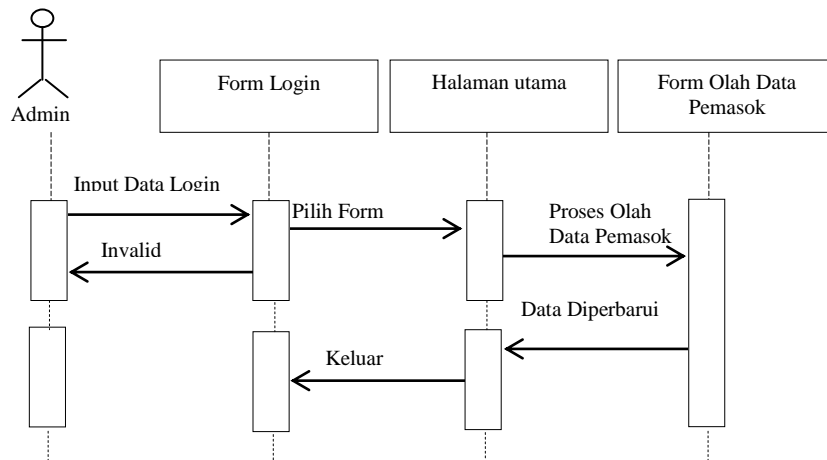 Admin
Form Login
Halaman utama
Form Olah Data
Pemasok
Input Data Login
Pilih Form
Proses Olah
Data Pemasok
Invalid
Data Diperbarui
Keluar